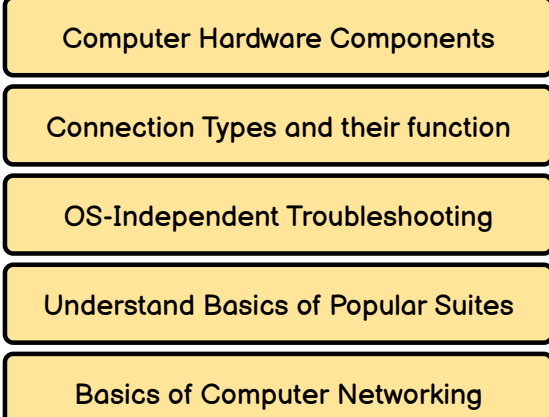 Computer Hardware Components
Connection Types and their function
OS-Independent Troubleshooting
Understand Basics of Popular Suites
Basics of Computer Networking